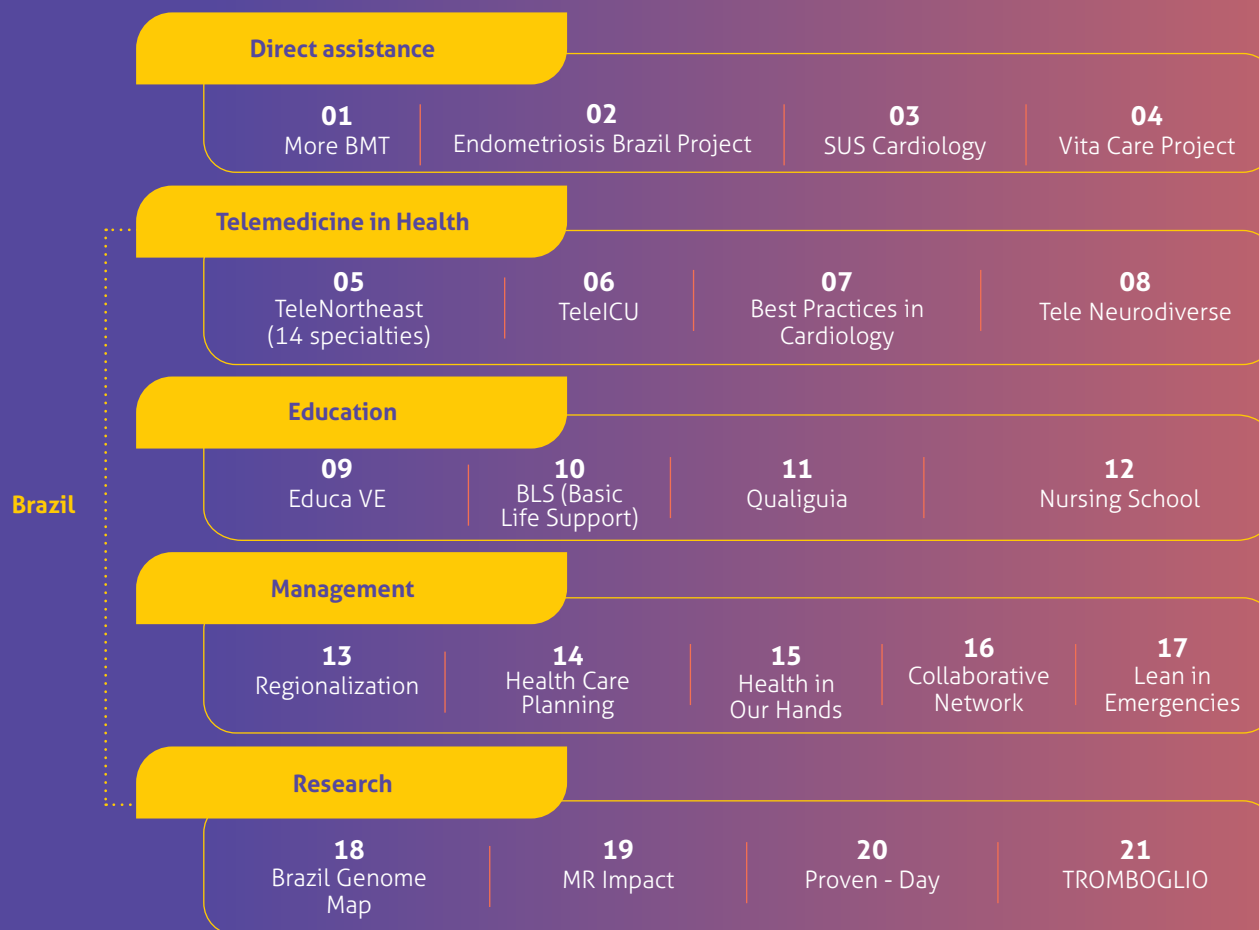 Direct assistance
01
More BMT
02
Endometriosis Brazil Project
03
SUS Cardiology
04
Vita Care Project
Telemedicine in Health
05
TeleNortheast
(14 specialties)
06
TeleICU
07
Best Practices in
Cardiology
08
Tele Neurodiverse
Brazil
Education
09
Educa VE
10
BLS (Basic
Life Support)
11
Qualiguia
12
Nursing School
Management
13
Regionalization
14
Health Care
Planning
15
Health in
Our Hands
16
Collaborative
Network
17
Lean in
Emergencies
Research
18
Brazil Genome
Map
19
MR Impact
20
Proven - Day
21
TROMBOGLIO